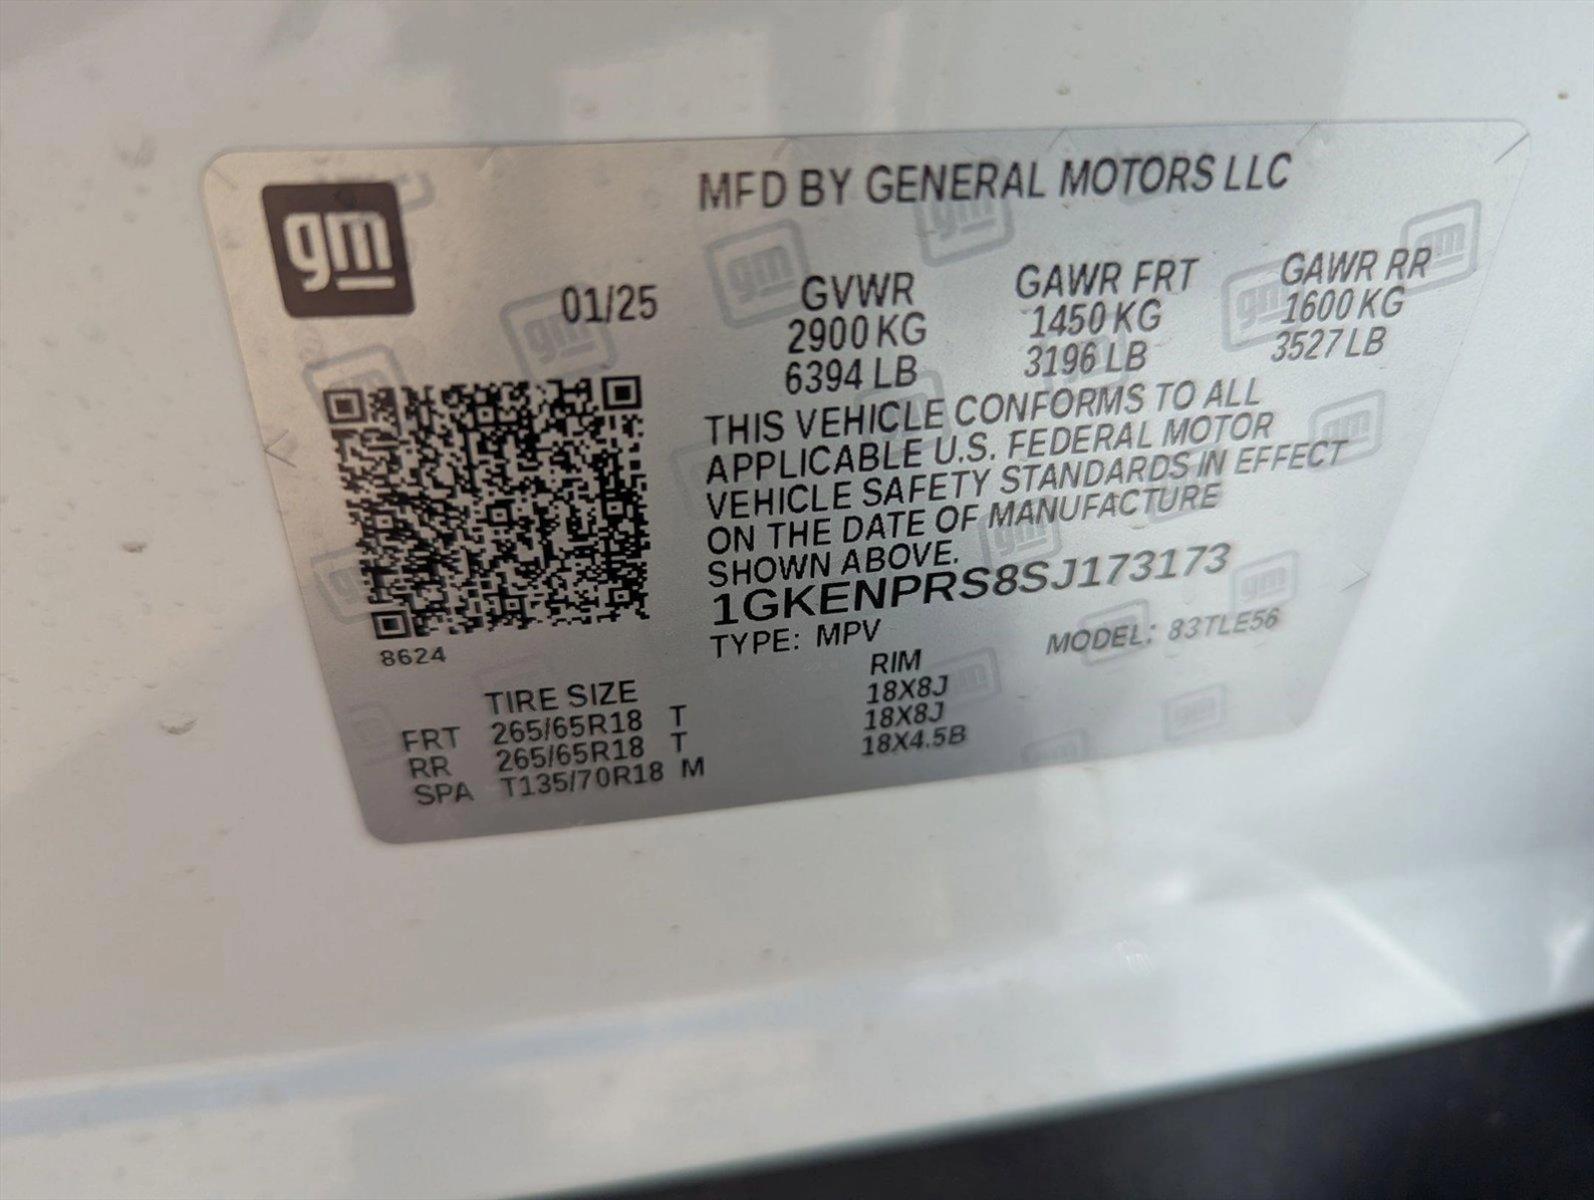 gm
MFD BY GENERAL MOTORS LLC
01/25
GVWR GAWR FRT GAWR RR
2900 KG 1450 KG 1600 KG
6394 LB 3196 LB 3527 LB
THIS VEHICLE CONFORMS TO ALL
APPLICABLE U.S. FEDERAL MOTOR
VEHICLE SAFETY STANDARDS IN EFFECT
ON THE DATE OF MANUFACTURE
SHOWN ABOVE.
1GKENPRS8SJ173173
TYPE: MPV MODEL: 83TLE56
8624
TIRE SIZE RIM
FRT 265/65R18 T 18X8J
RR 265/65R18 T 18X8J
SPA T135/70R18 M 18X4.5B